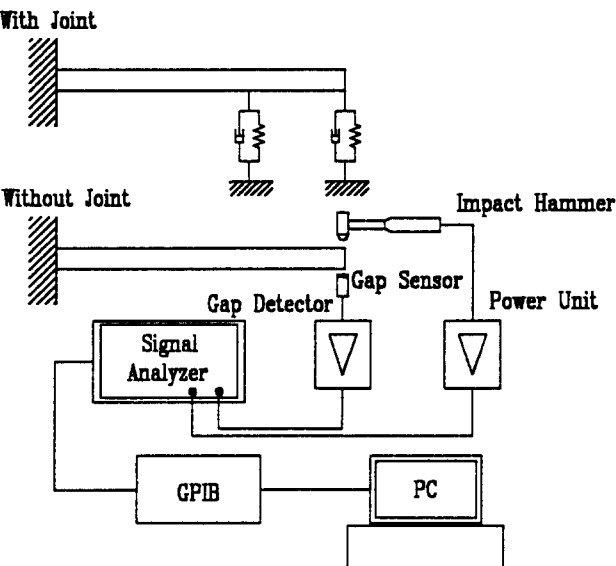 With Joint
Without Joint
Impact Hammer
Gap Sensor
Gap Detector
Power Unit
Signal
Analyzer
GPIB
PC